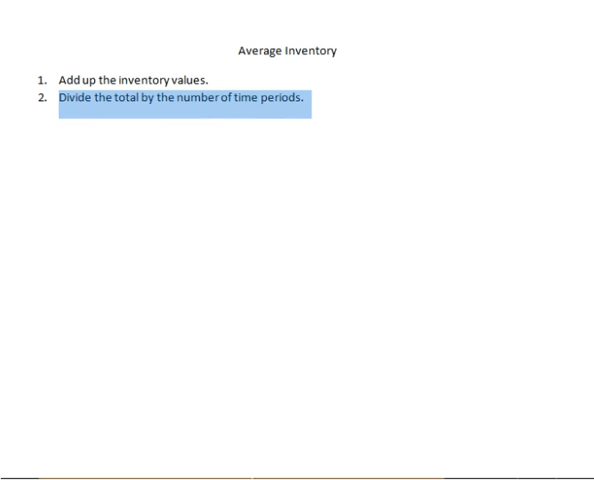 Average Inventory
1. Add up the inventory values.
2. Divide the total by the number of time periods.